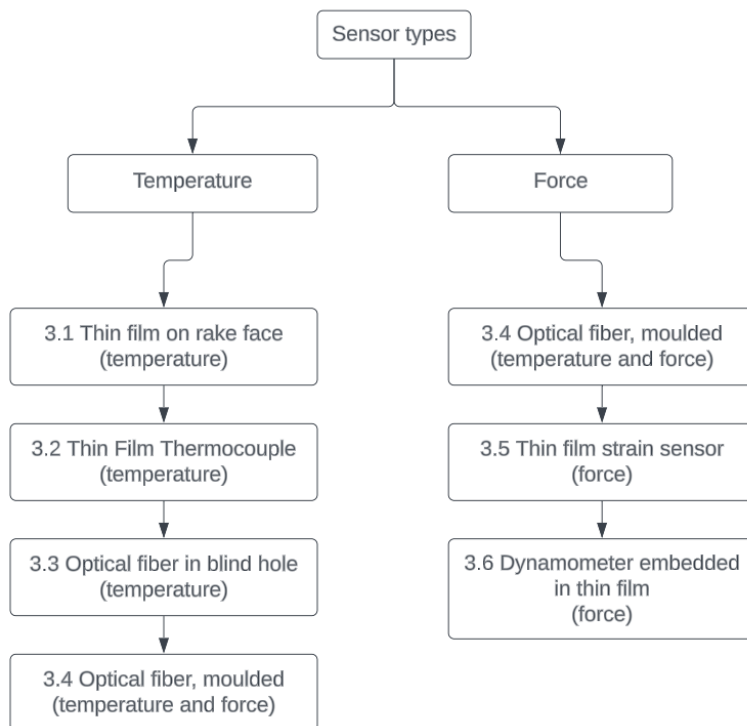 Sensor types
Temperature
Force
3.1 Thin film on rake face
(temperature)
3.2 Thin Film Thermocouple
(temperature)
3.3 Optical fiber in blind hole
(temperature)
3.4 Optical fiber, moulded
(temperature and force)
3.4 Optical fiber, moulded
(temperature and force)
3.5 Thin film strain sensor
(force)
3.6 Dynamometer embedded
in thin film
(force)